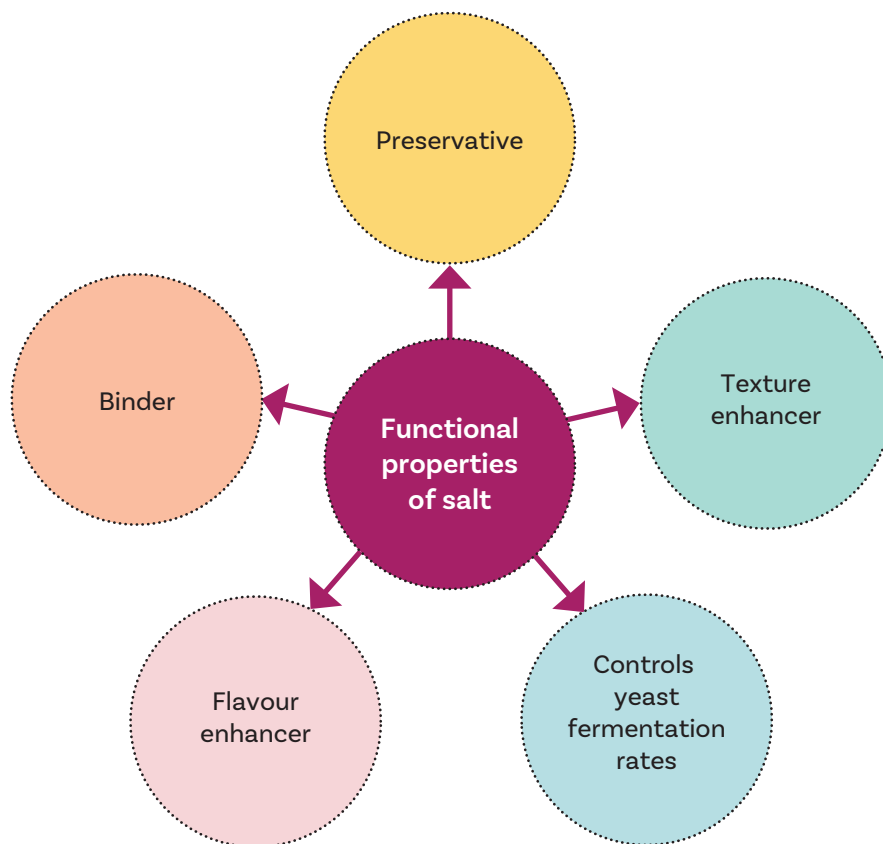 Preservative
Binder
Texture
enhancer
Functional
properties
of salt
Flavour
enhancer
Controls
yeast
fermentation
rates